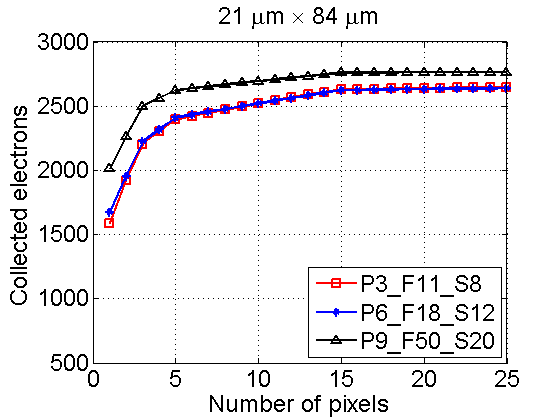 21 μm × 84 μm
3000
2500
2000
1500
1000
500
Collected electrons
P3_F11_S8
P6_F18_S12
P9_F50_S20
0 5 10 15 20 25
Number of pixels